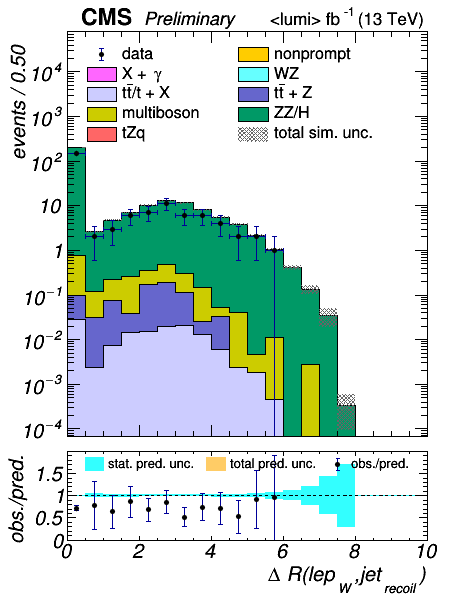 CMS Preliminary <lumi> fb⁻¹ (13 TeV)
events / 0.50
10⁴
10³
10²
10
1
10⁻¹
10⁻²
10⁻³
10⁻⁴
data
nonprompt
X + γ
WZ
tt̄/t + X
tt̄ + Z
multiboson
ZZ/H
tZq
total sim. unc.
obs./pred.
1.5
1
0.5
0
stat. pred. unc.
total pred. unc.
obs./pred.
0 2 4 6 8 10
Δ R(lep_W,jet_recoil)